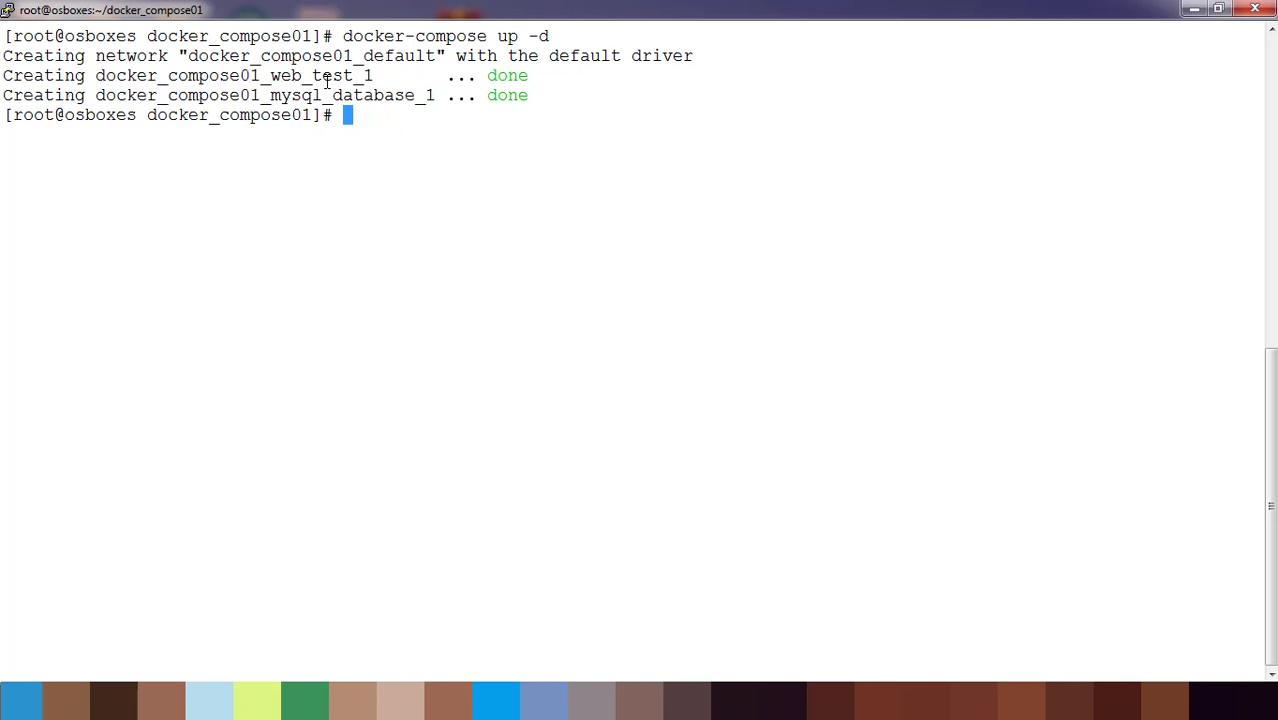 root@osboxes:~/docker_compose01
[root@osboxes docker_compose01]# docker-compose up -d
Creating network "docker_compose01_default" with the default driver
Creating docker_compose01_web_test_1       ... done
Creating docker_compose01_mysql_database_1 ... done
[root@osboxes docker_compose01]#